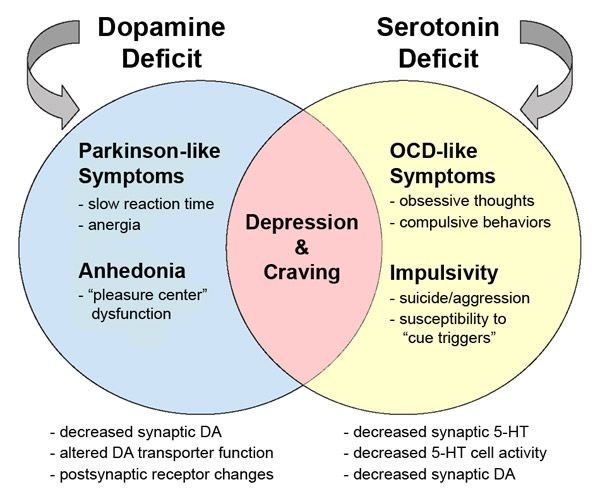 Dopamine
Deficit
Serotonin
Deficit
Parkinson-like
Symptoms
- slow reaction time
- anergia
Anhedonia
- “pleasure center”
dysfunction
Depression
&
Craving
OCD-like
Symptoms
- obsessive thoughts
- compulsive behaviors
Impulsivity
- suicide/aggression
- susceptibility to
“cue triggers”
- decreased synaptic DA
- altered DA transporter function
- postsynaptic receptor changes
- decreased synaptic 5-HT
- decreased 5-HT cell activity
- decreased synaptic DA